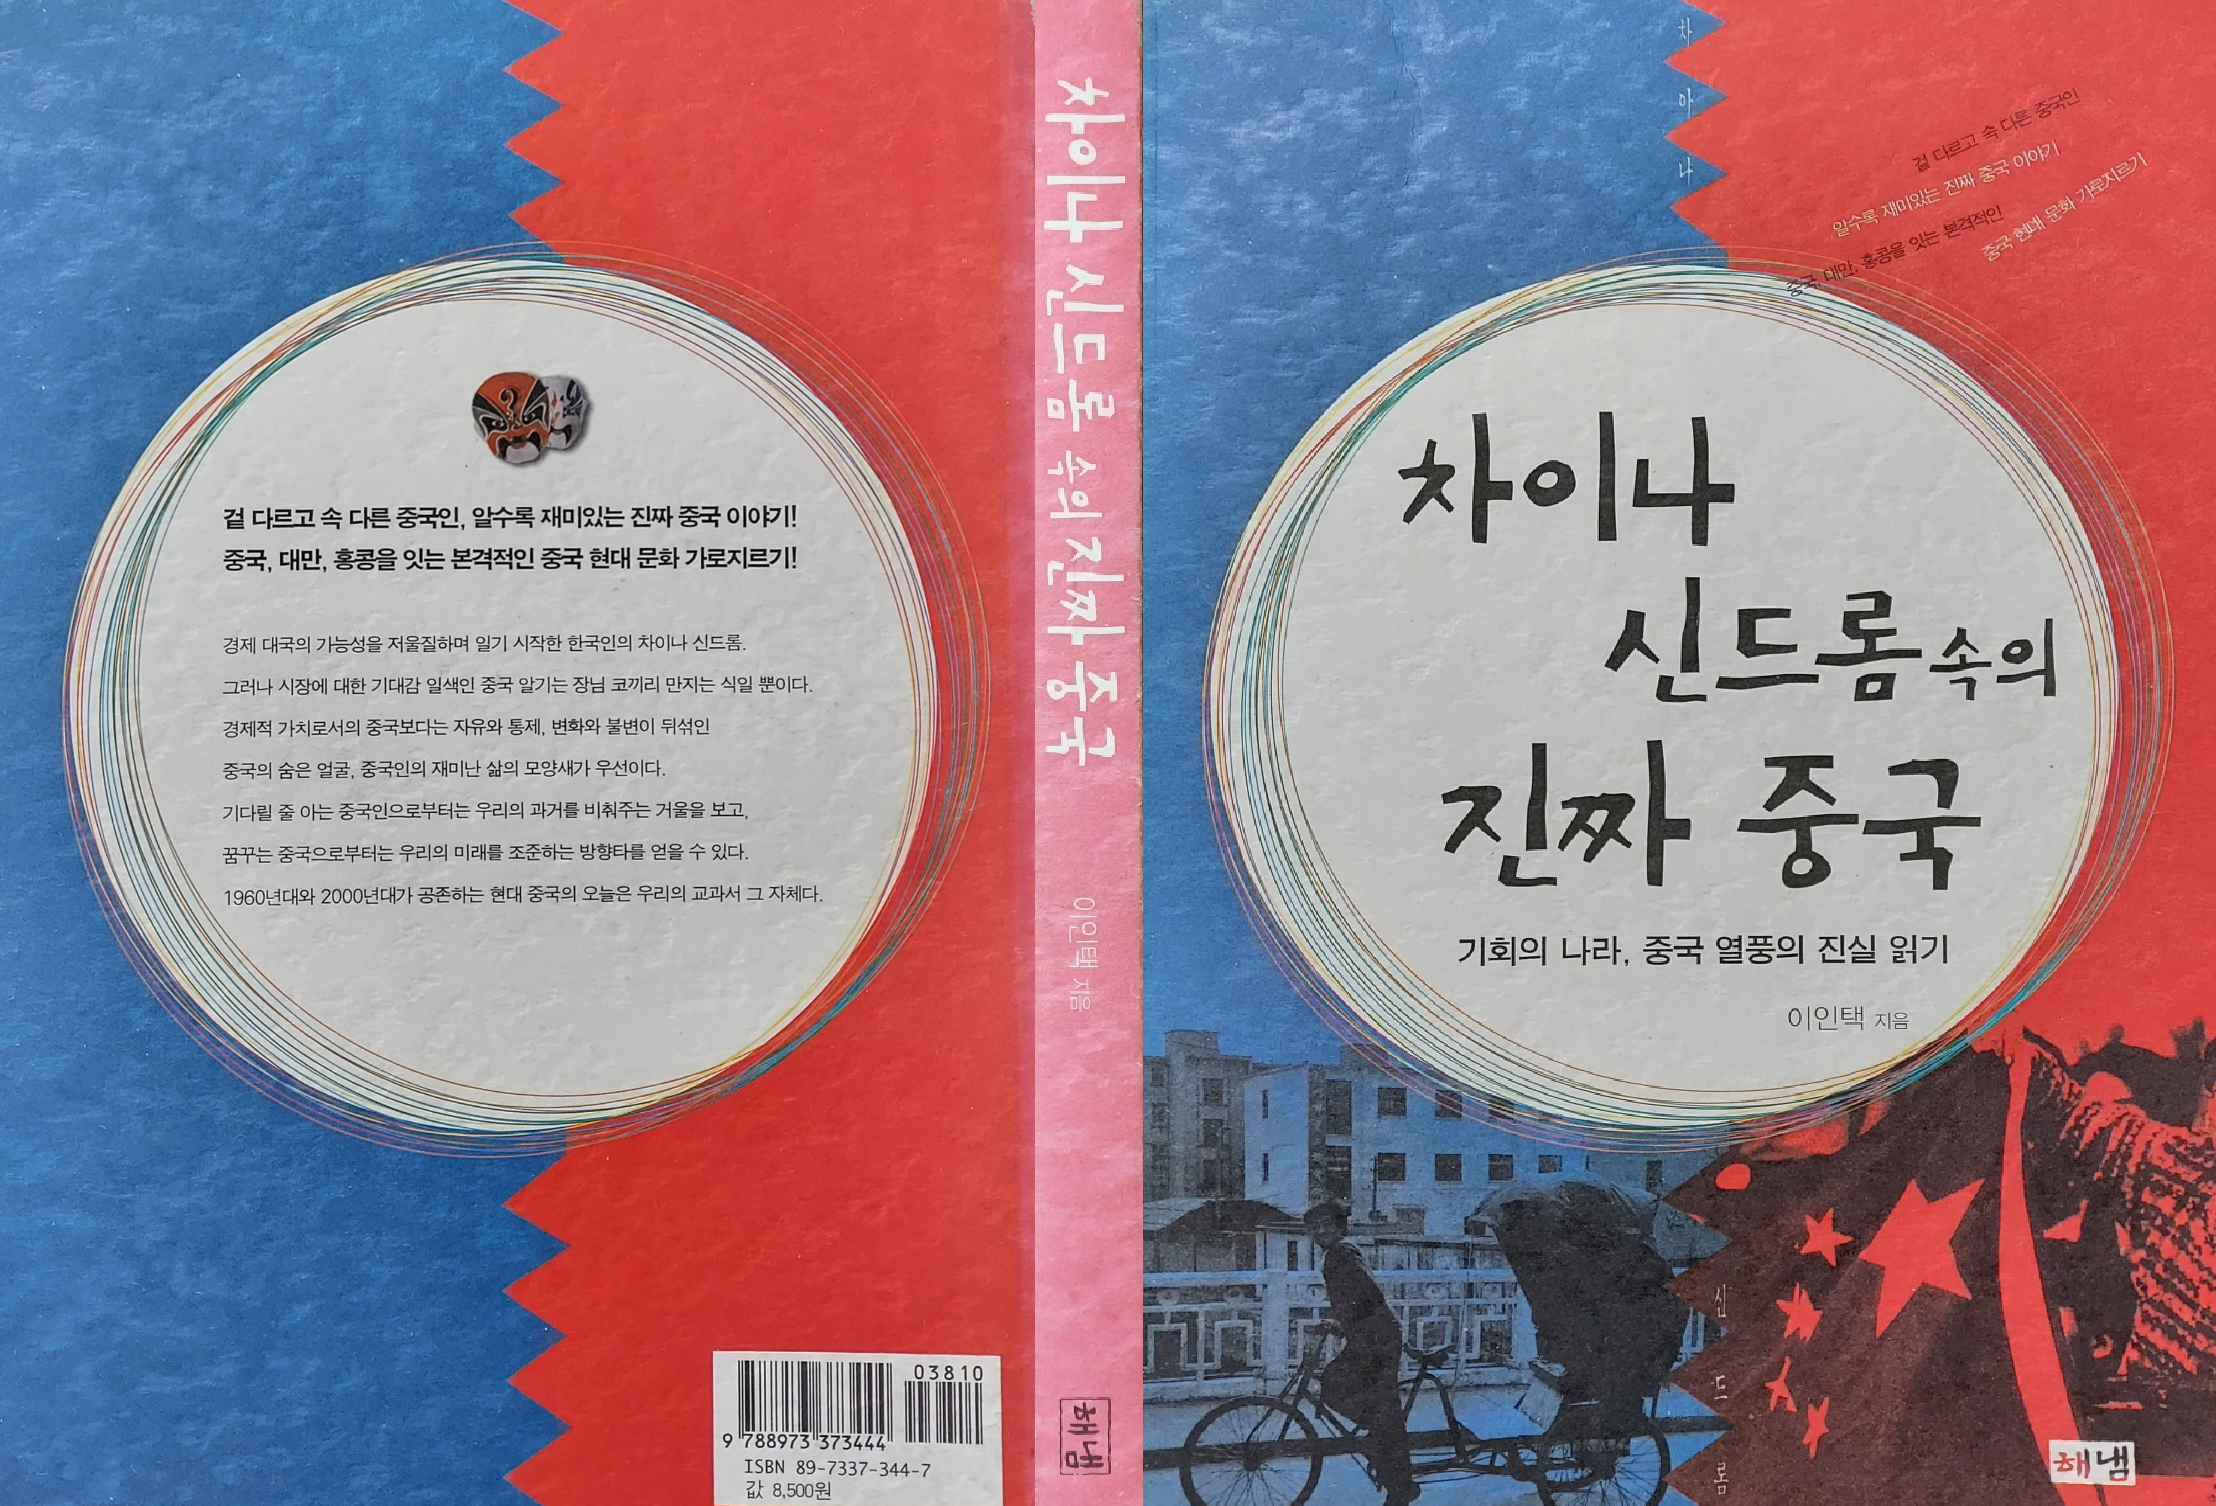 겉 다르고 속 다른 중국인, 알수록 재미있는 진짜 중국 이야기!
중국, 대만, 홍콩을 잇는 본격적인 중국 현대 문화 가로지르기!
경제 대국의 가능성을 저울질하며 일기 시작한 한국인의 차이나 신드롬.
그러나 시장에 대한 기대감 일색인 중국 알기는 장님 코끼리 만지는 식일 뿐이다.
경제적 가치로서의 중국보다는 자유와 통제, 변화와 불변이 뒤섞인
중국의 숨은 얼굴, 중국인의 재미난 삶의 모양새가 우선이다.
기다릴 줄 아는 중국인으로부터는 우리의 과거를 비춰주는 거울을 보고,
꿈꾸는 중국으로부터는 우리의 미래를 조준하는 방향타를 얻을 수 있다.
1960년대와 2000년대가 공존하는 현대 중국의 오늘은 우리의 교과서 그 자체다.
03810
9 788973 373444
ISBN 89-7337-344-7
값 8,500원
차이나 신드롬 속의 진짜 중국
이인택 지음
해냄
차이나
겉 다르고 속 다른 중국인
알수록 재미있는 진짜 중국 이야기
중국, 대만, 홍콩을 잇는 본격적인
중국 현대 문화 가로지르기
차이나
신드롬 속의
진짜 중국
기회의 나라, 중국 열풍의 진실 읽기
이인택 지음
신드롬
해냄